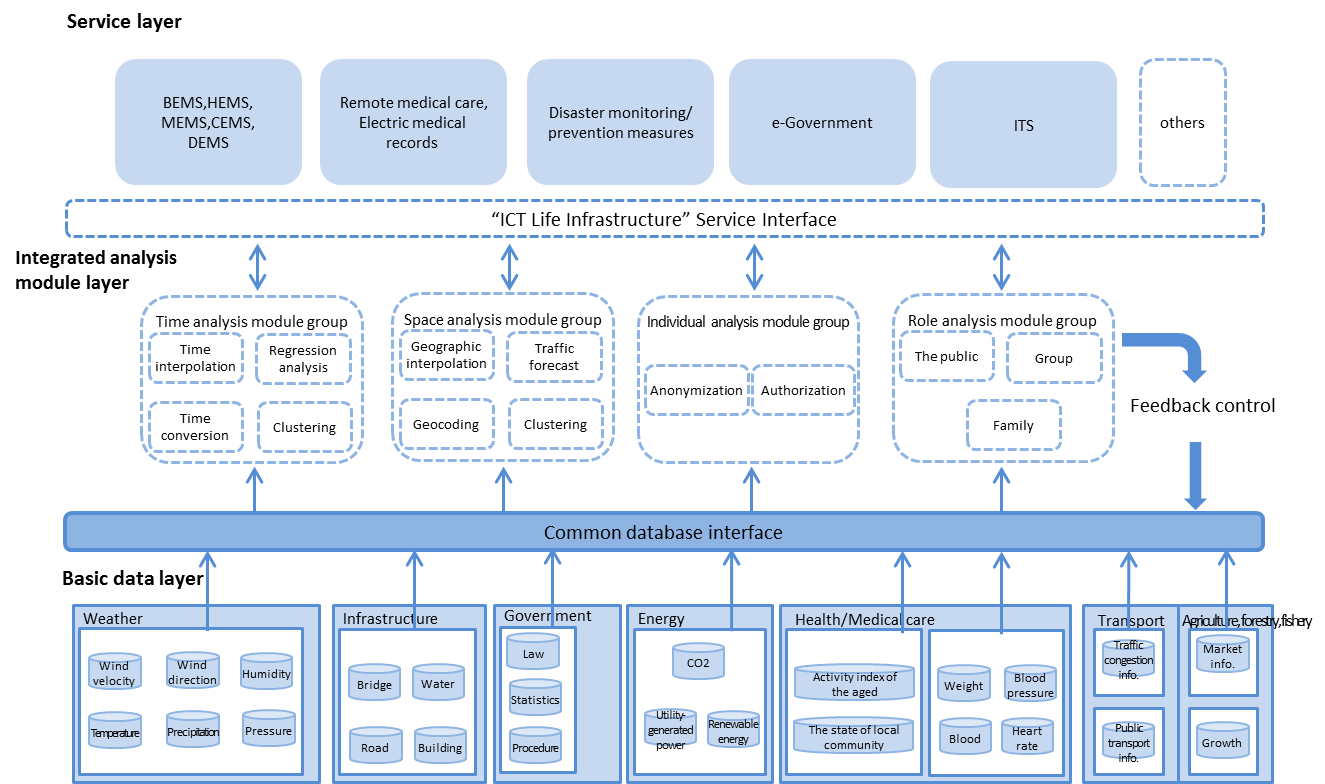 Service layer
BEMS,HEMS,
MEMS,CEMS,
DEMS
Remote medical care,
Electric medical
records
Disaster monitoring/
prevention measures
e-Government
ITS
others
“ICT Life Infrastructure” Service Interface
Integrated analysis
module layer
Time analysis module group
Time
interpolation
Regression
analysis
Time
conversion
Clustering
Space analysis module group
Geographic
interpolation
Traffic
forecast
Geocoding
Clustering
Individual analysis module group
Anonymization
Authorization
Role analysis module group
The public
Group
Family
Feedback control
Common database interface
Basic data layer
Weather
Wind
velocity
Wind
direction
Humidity
Temperature
Precipitation
Pressure
Infrastructure
Bridge
Water
Road
Building
Government
Law
Statistics
Procedure
Energy
CO2
Utility-
generated
power
Renewable
energy
Health/Medical care
Activity index of
the aged
The state of local
community
Weight
Blood
pressure
Blood
Heart
rate
Transport
Traffic
congestion
info.
Public
transport
info.
Agriculture,forestry,fishery
Market
info.
Growth